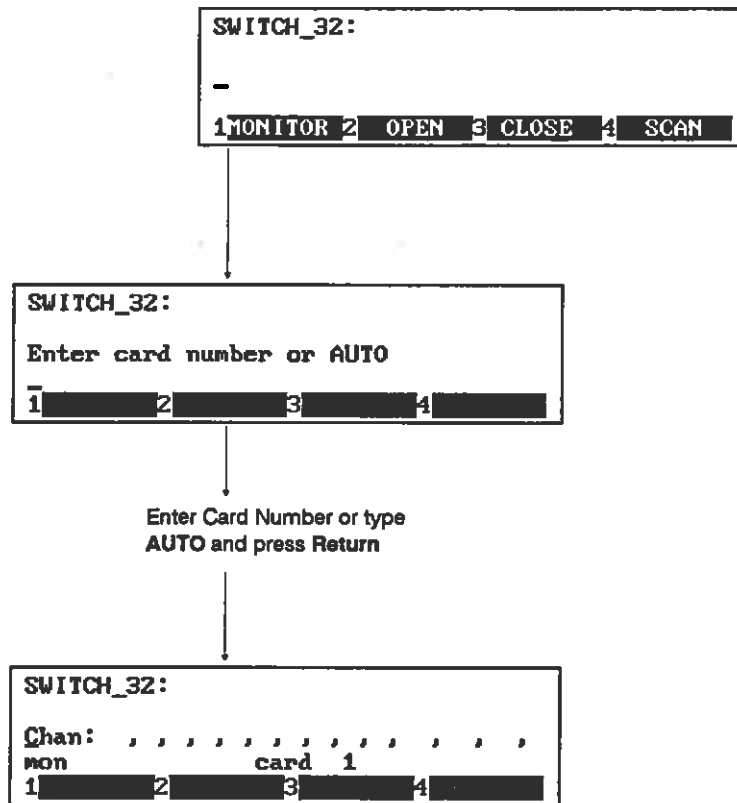 SWITCH_32:
1 MONITOR 2 OPEN 3 CLOSE 4 SCAN
SWITCH_32:
Enter card number or AUTO
1 2 3 4
Enter Card Number or type
AUTO and press Return
SWITCH_32:
Chan: , , , , , , , , , , , , ,
mon card 1
1 2 3 4